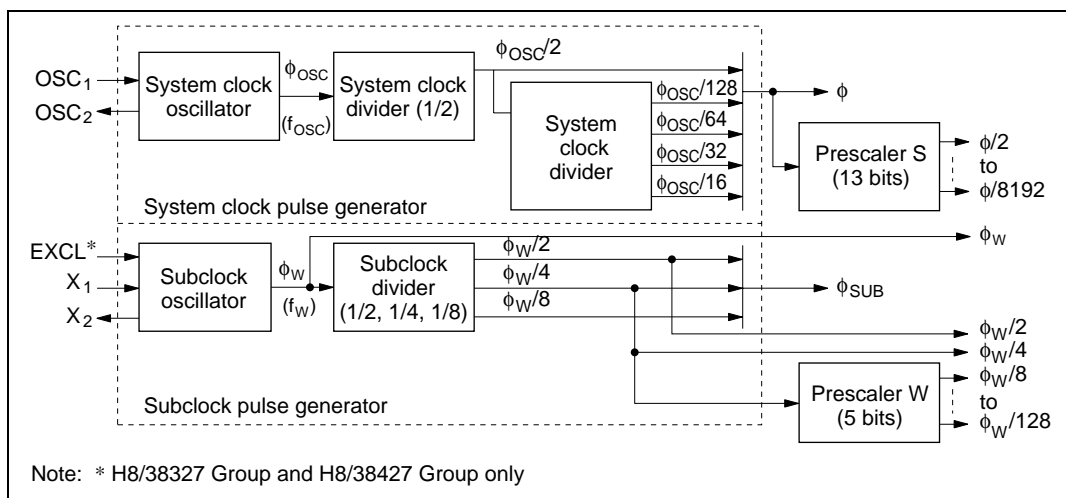 OSC1
OSC2
System clock
oscillator
ϕOSC
(fOSC)
System clock
divider (1/2)
ϕOSC/2
System
clock
divider
ϕOSC/128
ϕOSC/64
ϕOSC/32
ϕOSC/16
ϕ
Prescaler S
(13 bits)
ϕ/2
to
ϕ/8192
System clock pulse generator
EXCL*
X1
X2
Subclock
oscillator
ϕW
(fW)
Subclock
divider
(1/2, 1/4, 1/8)
ϕW/2
ϕW/4
ϕW/8
ϕW
ϕSUB
ϕW/2
ϕW/4
Prescaler W
(5 bits)
ϕW/8
to
ϕW/128
Subclock pulse generator
Note: * H8/38327 Group and H8/38427 Group only